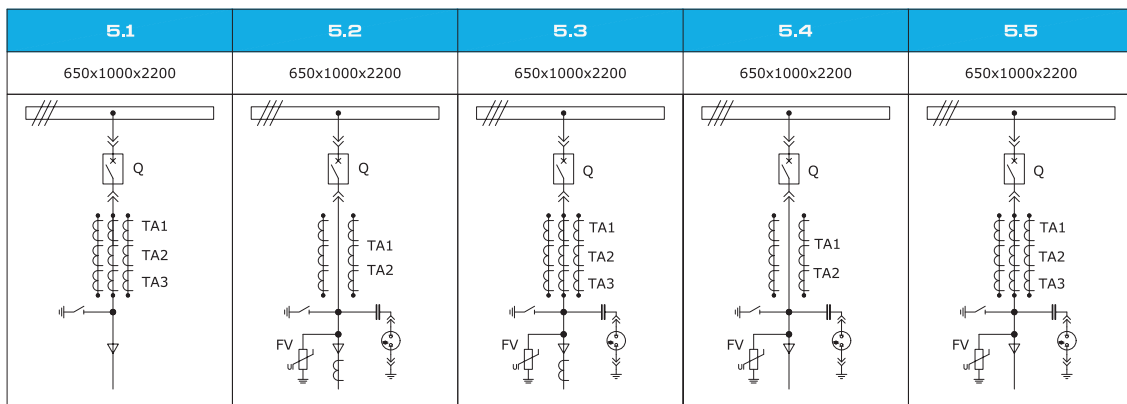 5.1 5.2 5.3 5.4 5.5
650x1000x2200 650x1000x2200 650x1000x2200 650x1000x2200 650x1000x2200
Q Q Q Q Q
TA1 TA1 TA1 TA1 TA1
TA2 TA2 TA2 TA2 TA2
TA3 TA3 TA3
FV FV FV FV
U U U U